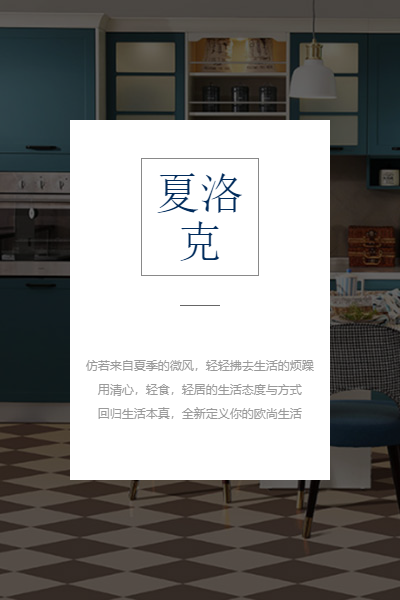 夏洛
克
仿若来自夏季的微风，轻轻拂去生活的烦躁
用清心，轻食，轻居的生活态度与方式
回归生活本真，全新定义你的欧尚生活